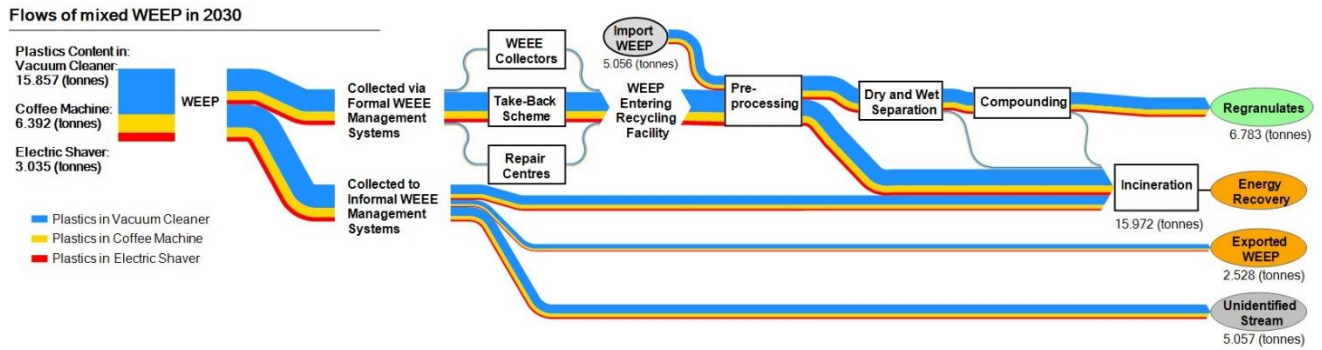 Flows of mixed WEEP in 2030
Plastics Content in:
Vacuum Cleaner:
15.857 (tonnes)
Coffee Machine:
6.392 (tonnes)
Electric Shaver:
3.035 (tonnes)
WEEP
Plastics in Vacuum Cleaner
Plastics in Coffee Machine
Plastics in Electric Shaver
Collected via
Formal WEEE
Management
Systems
Collected to
Informal WEEE
Management
Systems
WEEE
Collectors
Take-Back
Scheme
Repair
Centres
Import
WEEP
5.056 (tonnes)
WEEP
Entering
Recycling
Facility
Pre-
processing
Dry and Wet
Separation
Compounding
Regranulates
6.783 (tonnes)
Incineration
15.972 (tonnes)
Energy
Recovery
Exported
WEEP
2.528 (tonnes)
Unidentified
Stream
5.057 (tonnes)